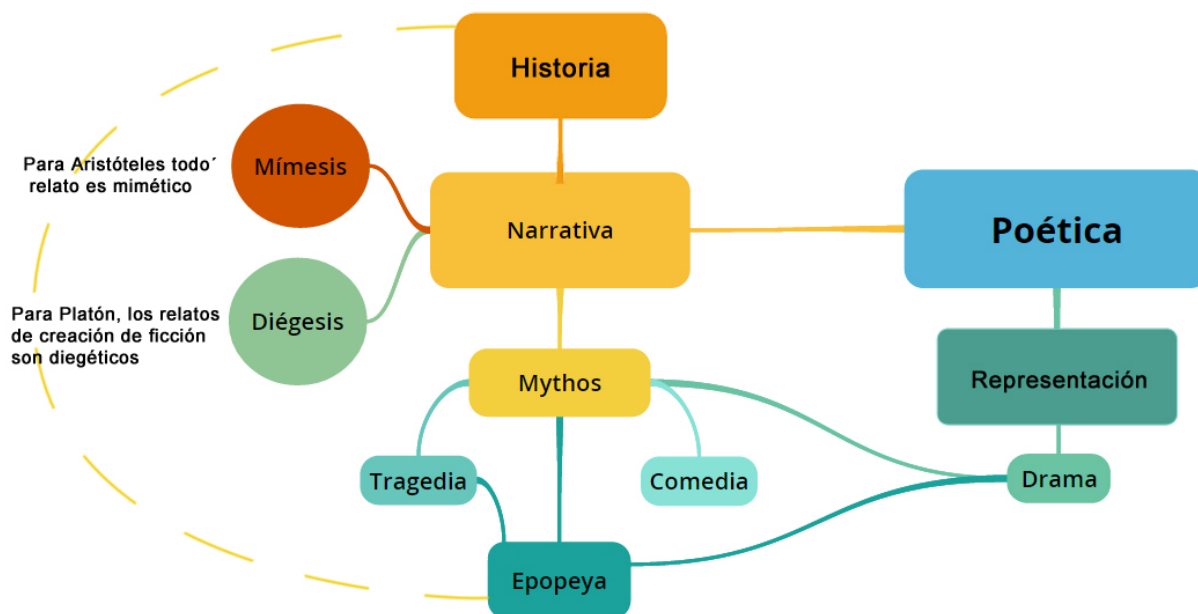 Historia
Para Aristóteles todo´
relato es mimético
Mímesis
Narrativa
Poética
Para Platón, los relatos
de creación de ficción
son diegéticos
Diégesis
Mythos
Representación
Tragedia
Comedia
Drama
Epopeya